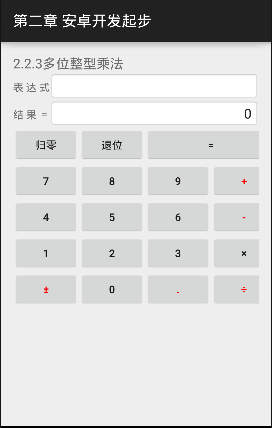 第二章 安卓开发起步
2.2.3多位整型乘法
表 达 式
结 果 = 0
归零 退位 =
7 8 9 +
4 5 6 -
1 2 3 ×
± 0 . ÷